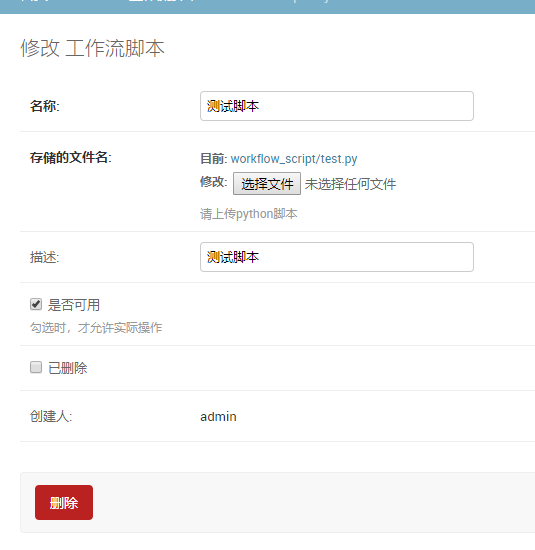 修改 工作流脚本
名称: 测试脚本
存储的文件名: 目前: workflow_script/test.py
修改: 选择文件 未选择任何文件
请上传python脚本
描述: 测试脚本
是否可用
勾选时，才允许实际操作
已删除
创建人: admin
删除